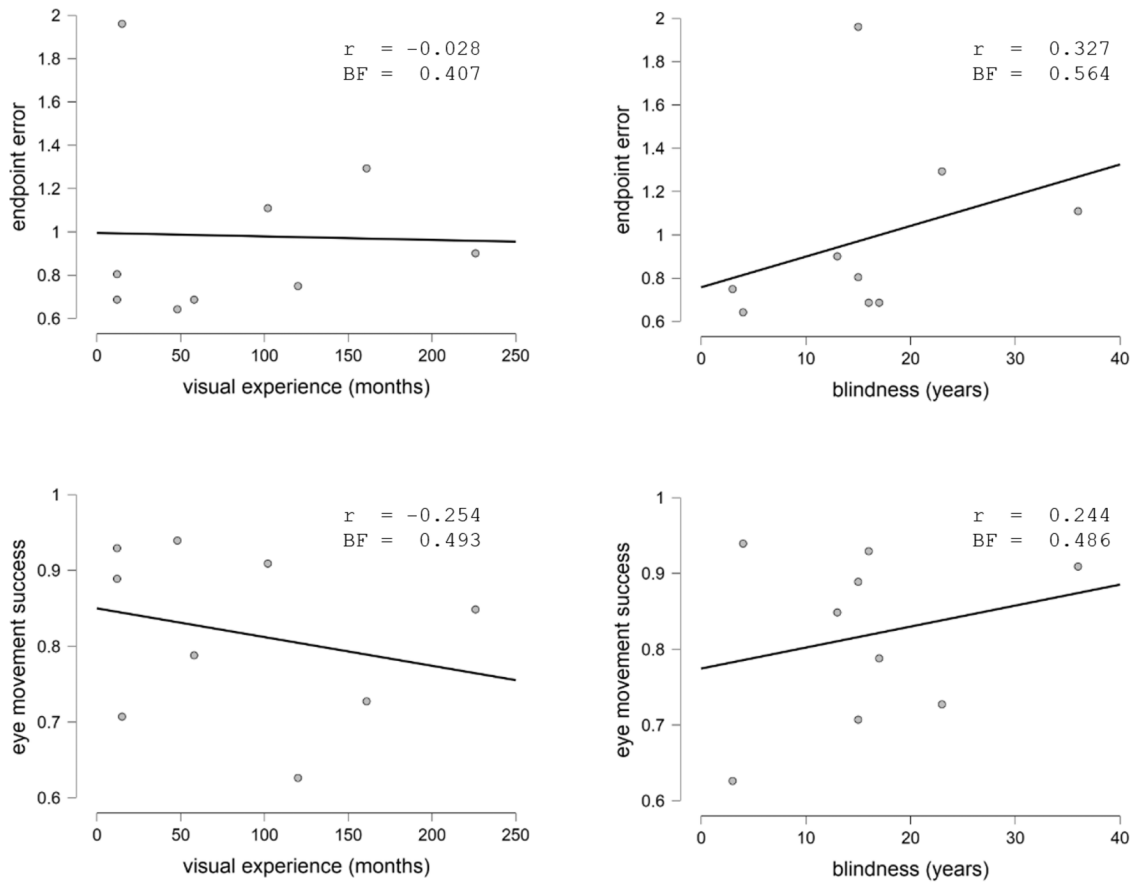 r = -0.028
BF = 0.407
2
1.8
1.6
1.4
1.2
1
0.8
0.6
endpoint error
0 50 100 150 200 250
visual experience (months)
r = 0.327
BF = 0.564
2
1.8
1.6
1.4
1.2
1
0.8
0.6
endpoint error
0 10 20 30 40
blindness (years)
r = -0.254
BF = 0.493
1
0.9
0.8
0.7
0.6
eye movement success
0 50 100 150 200 250
visual experience (months)
r = 0.244
BF = 0.486
1
0.9
0.8
0.7
0.6
eye movement success
0 10 20 30 40
blindness (years)